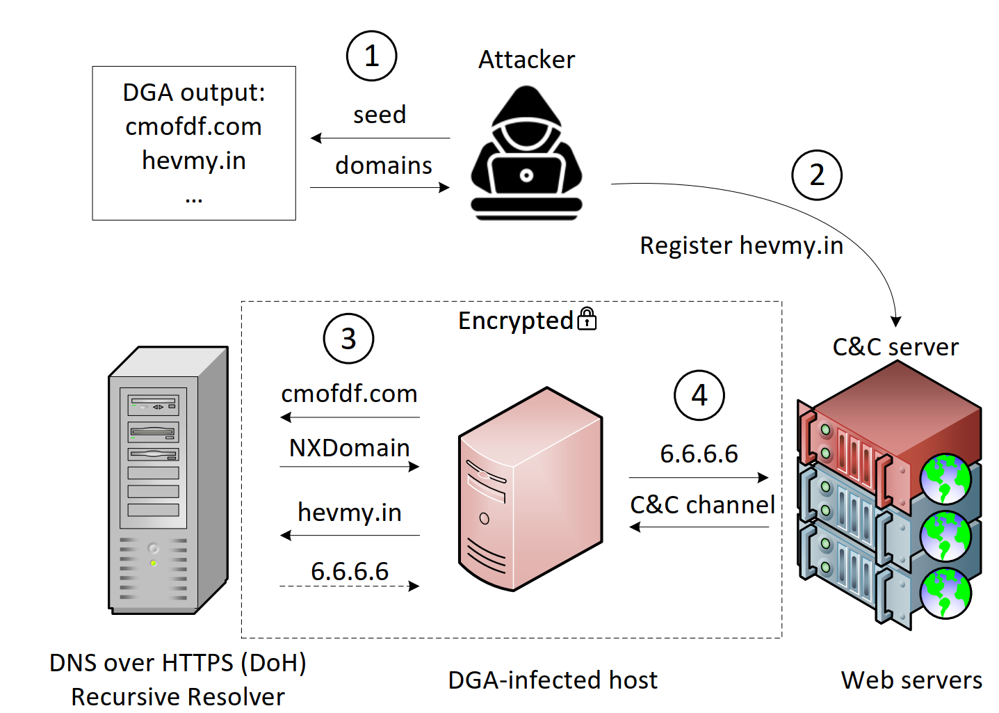 1
Attacker
DGA output:
cmofdf.com
hevmy.in
...
seed
domains
2
Register hevmy.in
Encrypted
3
cmofdf.com
NXDomain
hevmy.in
6.6.6.6
4
6.6.6.6
C&C channel
C&C server
DNS over HTTPS (DoH)
Recursive Resolver
DGA-infected host
Web servers